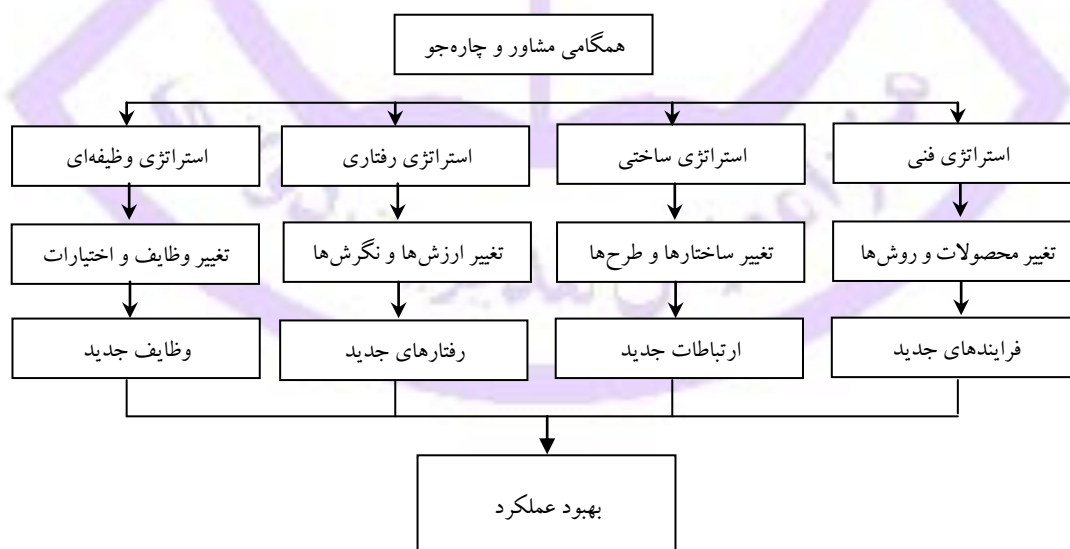 همگامی مشاور و چاره‌جو
استراتژی فنی
استراتژی ساختی
استراتژی رفتاری
استراتژی وظیفه‌ای
تغییر محصولات و روش‌ها
تغییر ساختارها و طرح‌ها
تغییر ارزش‌ها و نگرش‌ها
تغییر وظایف و اختیارات
فرایندهای جدید
ارتباطات جدید
رفتارهای جدید
وظایف جدید
بهبود عملکرد